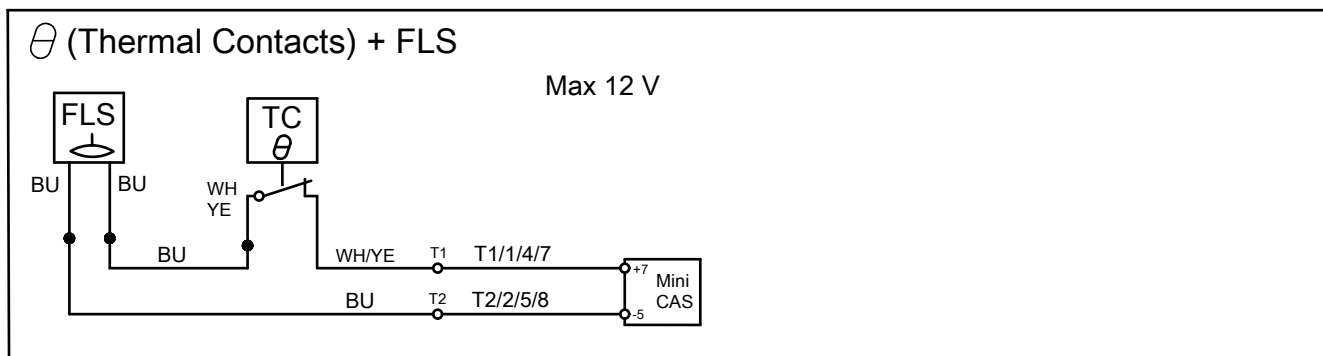 θ (Thermal Contacts) + FLS
Max 12 V
FLS
TC
θ
BU
BU
WH
YE
BU
WH/YE
T1
T1/1/4/7
+7
Mini
CAS
BU
T2
T2/2/5/8
-5